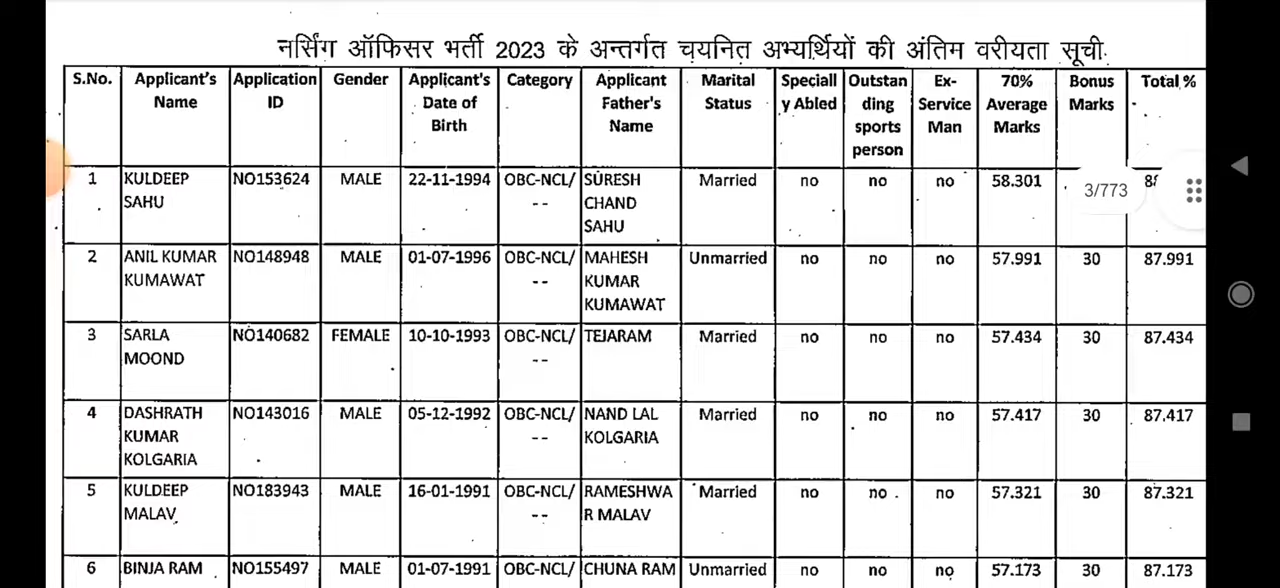 नर्सिंग ऑफिसर भर्ती 2023 के अन्तर्गत चयनित अभ्यर्थियों की अंतिम वरीयता सूची
S.No. Applicant's Name Application ID Gender Applicant's Date of Birth Category Applicant Father's Name Marital Status Speciall y Abled Outstan ding sports person Ex- Service Man 70% Average Marks Bonus Marks Total %
1 KULDEEP SAHU NO153624 MALE 22-11-1994 OBC-NCL/ -- SURESH CHAND SAHU Married no no no 58.301
3/773
2 ANIL KUMAR KUMAWAT NO148948 MALE 01-07-1996 OBC-NCL/ -- MAHESH KUMAR KUMAWAT Unmarried no no no 57.991 30 87.991
3 SARLA MOOND NO140682 FEMALE 10-10-1993 OBC-NCL/ -- TEJARAM Married no no no 57.434 30 87.434
4 DASHRATH KUMAR KOLGARIA NO143016 MALE 05-12-1992 OBC-NCL/ -- NAND LAL KOLGARIA Married no no no 57.417 30 87.417
5 KULDEEP MALAV NO183943 MALE 16-01-1991 OBC-NCL/ -- RAMESHWA R MALAV Married no no no 57.321 30 87.321
6 BINJA RAM NO155497 MALE 01-07-1991 OBC-NCL/ CHUNA RAM Unmarried no no no 57.173 30 87.173